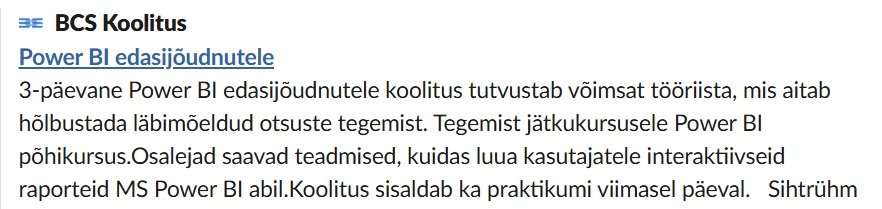 BCS Koolitus
Power BI edasijõudnutele
3-päevane Power BI edasijõudnutele koolitus tutvustab võimsat tööriista, mis aitab
hõlbustada läbimõeldud otsuste tegemist. Tegemist jätkukursusele Power BI
põhikursus.Osalejad saavad teadmised, kuidas luua kasutajatele interaktiivseid
raporteid MS Power BI abil.Koolitus sisaldab ka praktikumi viimasel päeval.   Sihtrühm